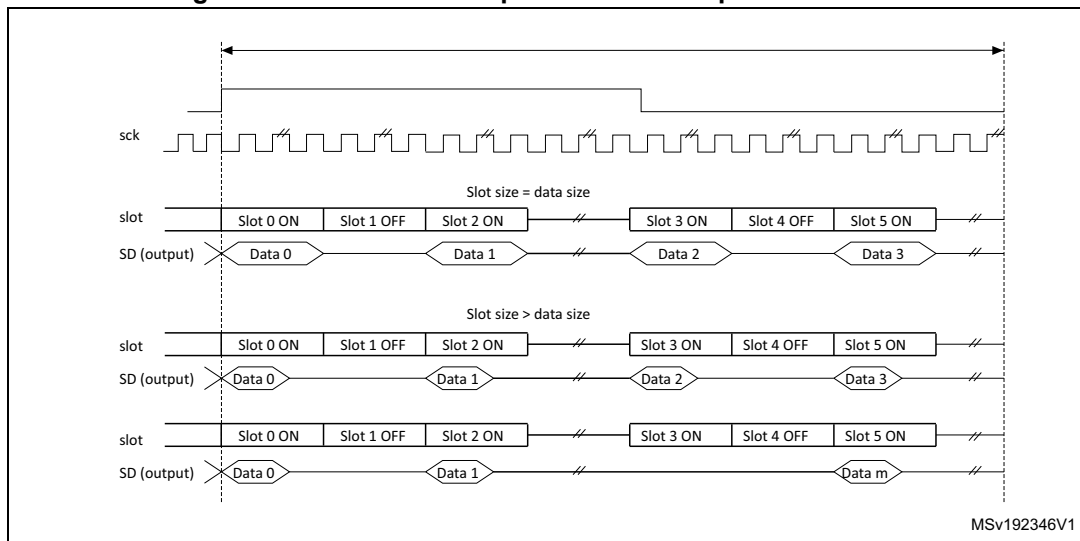 sck
Slot size = data size
slot Slot 0 ON Slot 1 OFF Slot 2 ON Slot 3 ON Slot 4 OFF Slot 5 ON
SD (output) Data 0 Data 1 Data 2 Data 3
Slot size > data size
slot Slot 0 ON Slot 1 OFF Slot 2 ON Slot 3 ON Slot 4 OFF Slot 5 ON
SD (output) Data 0 Data 1 Data 2 Data 3
slot Slot 0 ON Slot 1 OFF Slot 2 ON Slot 3 ON Slot 4 OFF Slot 5 ON
SD (output) Data 0 Data 1 Data m
MSv192346V1